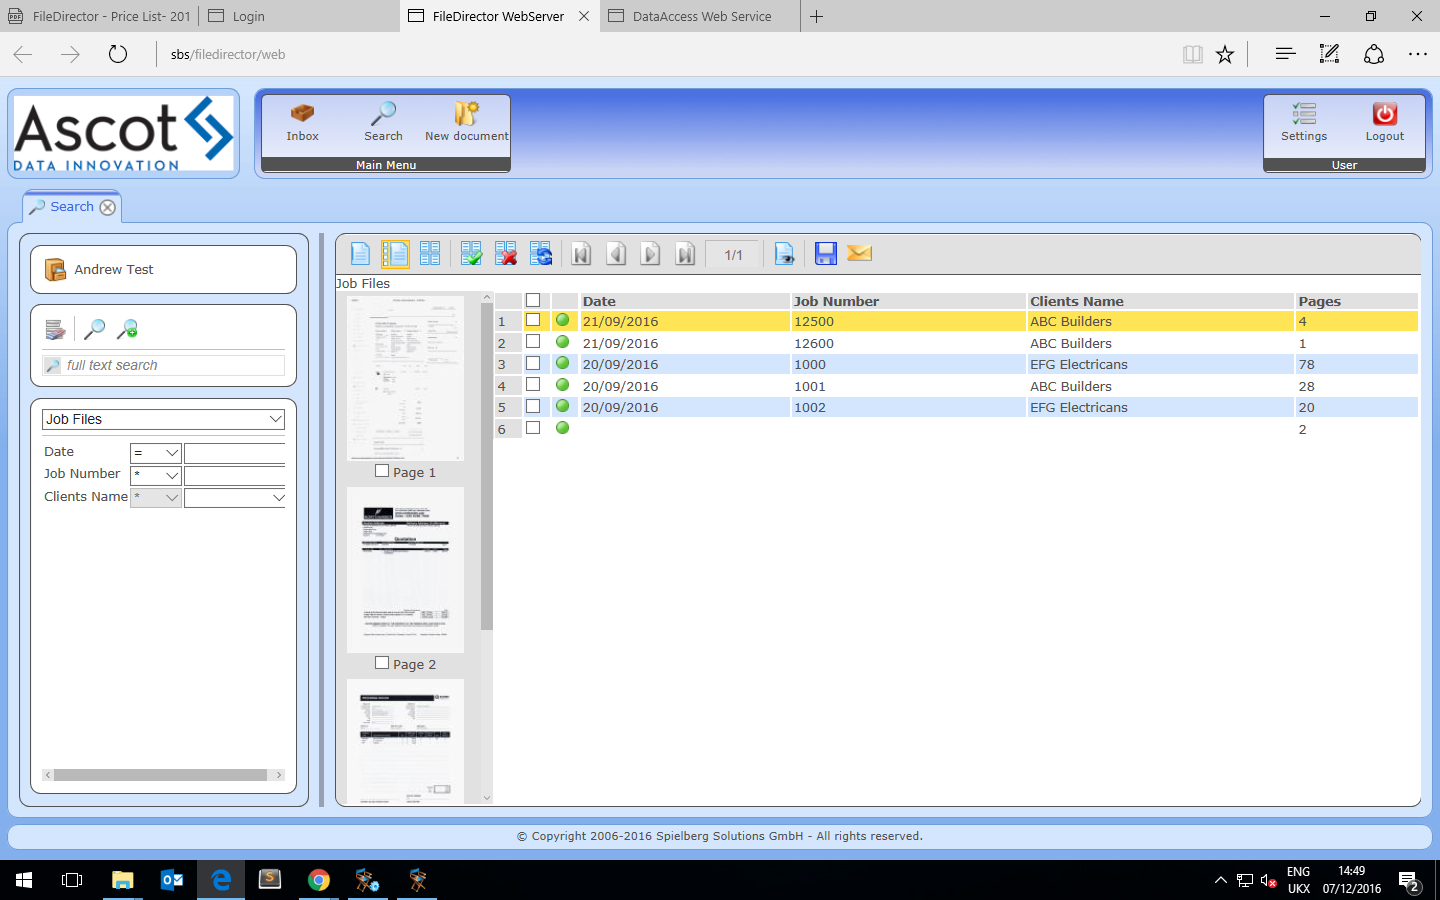 FileDirector - Price List- 201
Login
FileDirector WebServer
DataAccess Web Service
sbs/filedirector/web
Ascot
DATA INNOVATION
Inbox
Search
New document
Main Menu
Settings
Logout
User
Search
Andrew Test
full text search
Job Files
Date =
Job Number *
Clients Name *
1/1
Job Files
Page 1
Quotation
Page 2
Date Job Number Clients Name Pages
1 21/09/2016 12500 ABC Builders 4
2 21/09/2016 12600 ABC Builders 1
3 20/09/2016 1000 EFG Electricans 78
4 20/09/2016 1001 ABC Builders 28
5 20/09/2016 1002 EFG Electricans 20
6 2
© Copyright 2006-2016 Spielberg Solutions GmbH - All rights reserved.
ENG
UKX
14:49
07/12/2016
2